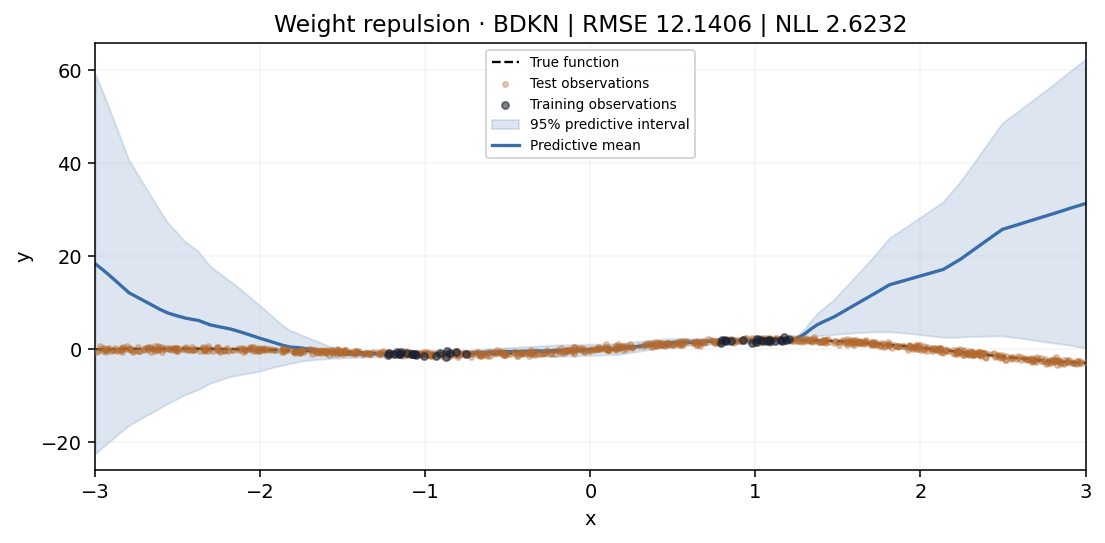 Weight repulsion · BDKN | RMSE 12.1406 | NLL 2.6232
True function
Test observations
Training observations
95% predictive interval
Predictive mean
60
40
20
0
−20
y
−3
−2
−1
0
1
2
3
x